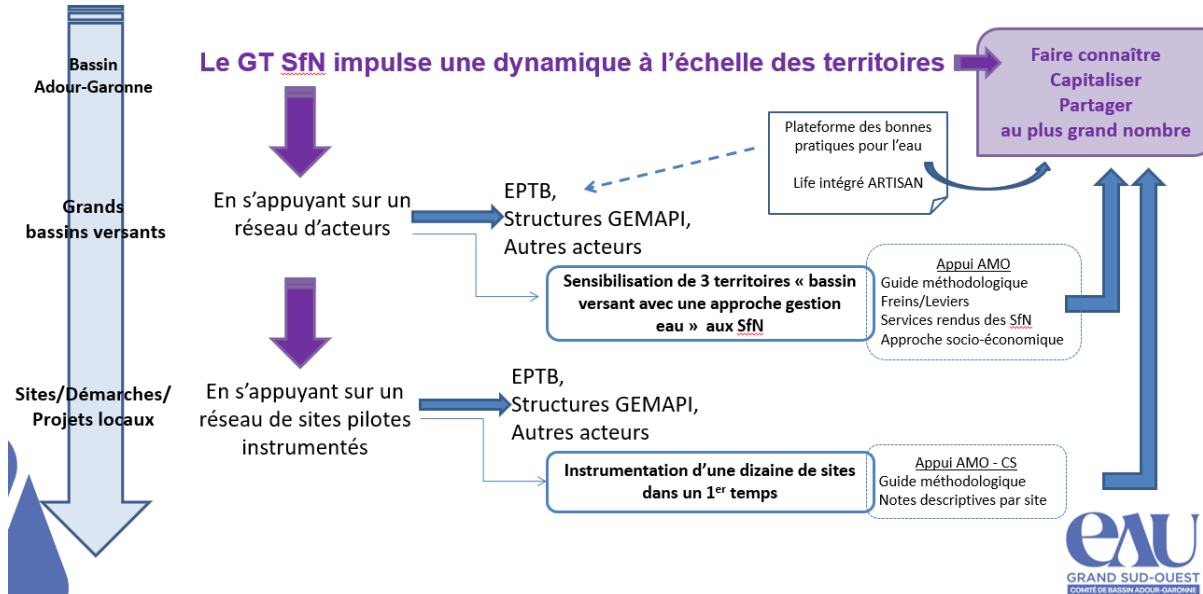 Bassin
Adour-Garonne
Le GT SfN impulse une dynamique à l'échelle des territoires
Faire connaître
Capitaliser
Partager
au plus grand nombre
Plateforme des bonnes
pratiques pour l'eau
Life intégré ARTISAN
Grands
bassins versants
En s'appuyant sur un
réseau d'acteurs
EPTB,
Structures GEMAPI,
Autres acteurs
Sensibilisation de 3 territoires « bassin
versant avec une approche gestion
eau » aux SfN
Appui AMO
Guide méthodologique
Freins/Leviers
Services rendus des SfN
Approche socio-économique
Sites/Démarches/
Projets locaux
En s'appuyant sur un
réseau de sites pilotes
instrumentés
EPTB,
Structures GEMAPI,
Autres acteurs
Instrumentation d'une dizaine de sites
dans un 1er temps
Appui AMO - CS
Guide méthodologique
Notes descriptives par site
eAU
GRAND SUD-OUEST
COMITÉ DE BASSIN ADOUR-GARONNE